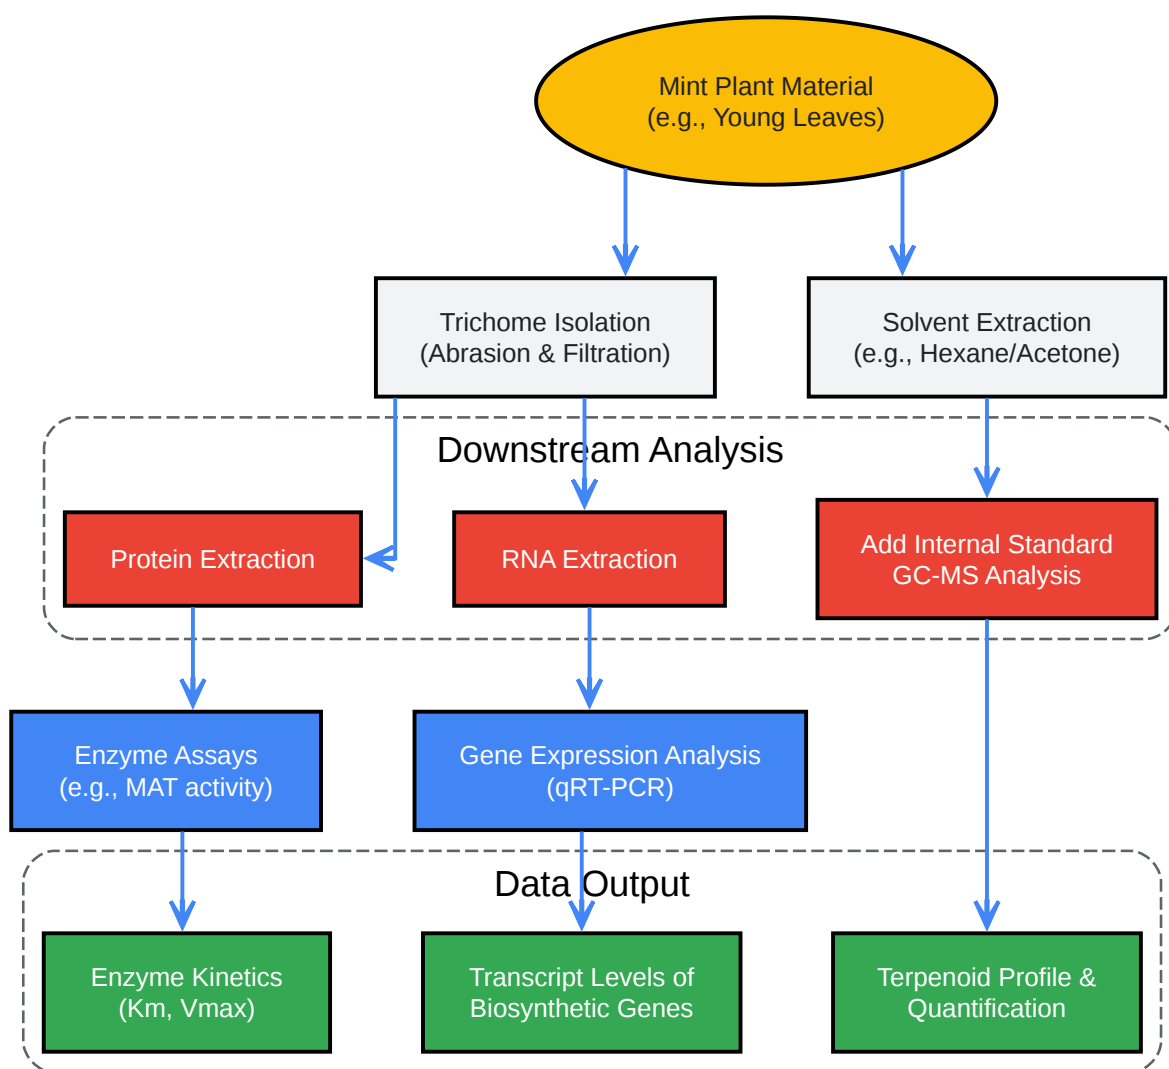 Mint Plant Material
(e.g., Young Leaves)
Trichome Isolation
(Abrasion & Filtration)
Solvent Extraction
(e.g., Hexane/Acetone)
Downstream Analysis
Protein Extraction
RNA Extraction
Add Internal Standard
GC-MS Analysis
Enzyme Assays
(e.g., MAT activity)
Gene Expression Analysis
(qRT-PCR)
Data Output
Enzyme Kinetics
(Km, Vmax)
Transcript Levels of
Biosynthetic Genes
Terpenoid Profile &
Quantification